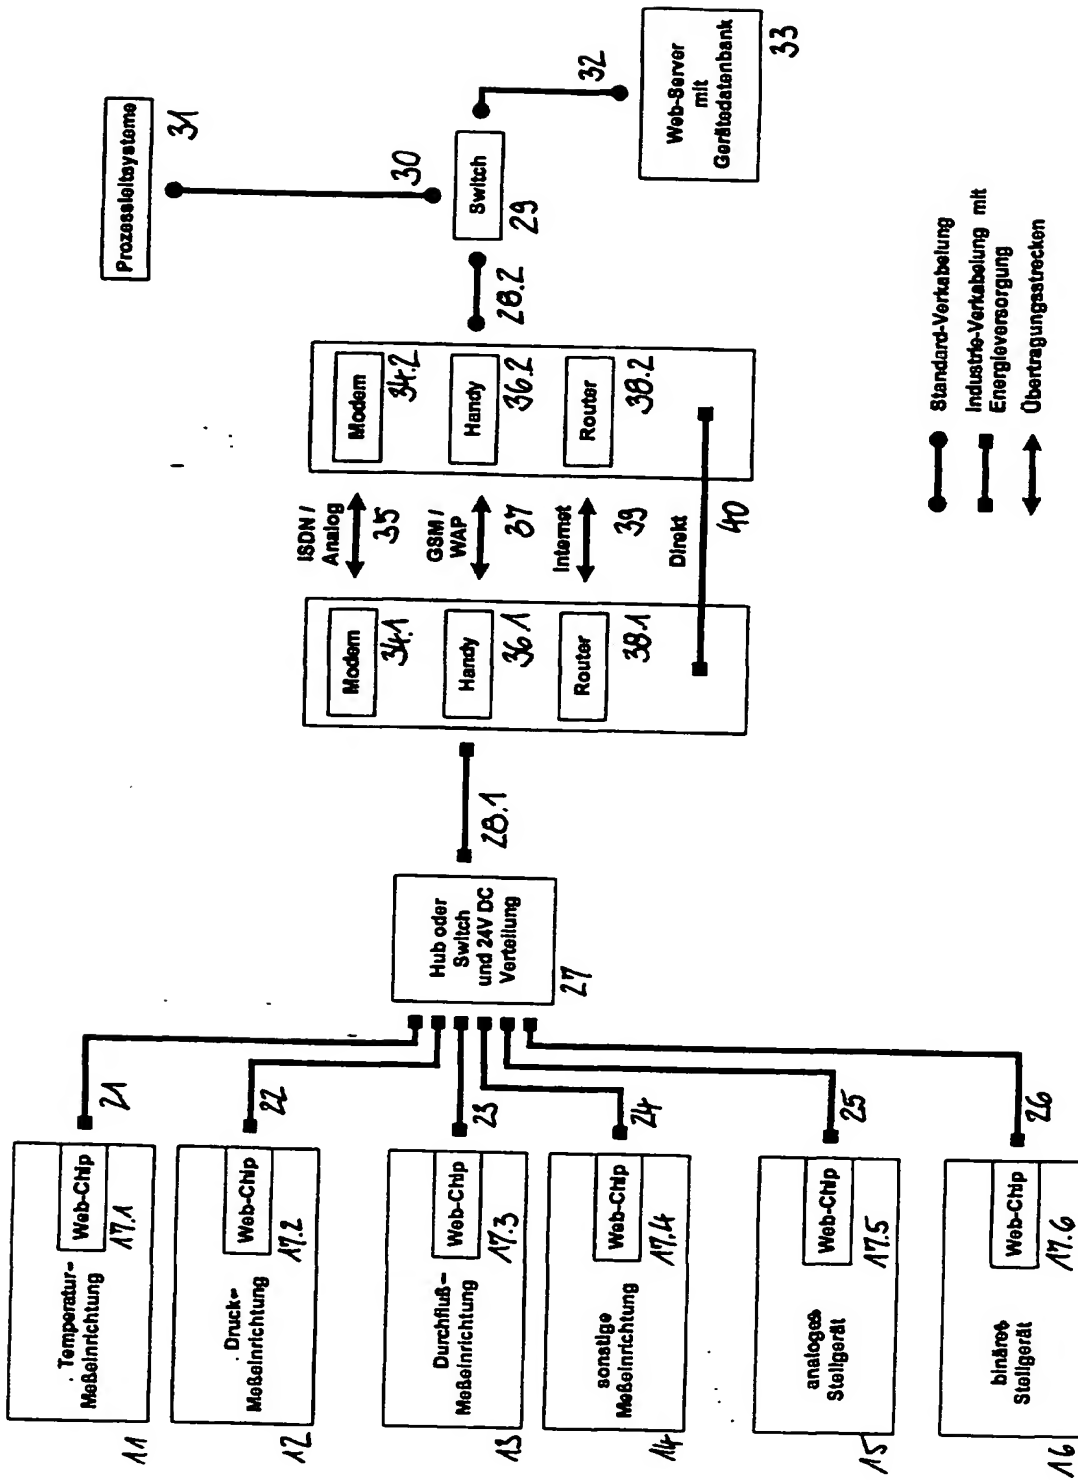 Temperatur-
Meßeinrichtung
Web-Chip
17.1
11
21
Druck-
Meßeinrichtung
Web-Chip
17.2
12
22
Durchfluß-
Meßeinrichtung
Web-Chip
17.3
13
23
sonstige
Meßeinrichtung
Web-Chip
17.4
14
24
analoges
Stellgerät
Web-Chip
17.5
15
25
binäres
Stellgerät
Web-Chip
17.6
16
26
Hub oder
Switch
und 24V DC
Verteilung
27
28.1
Modem
34.1
Handy
36.1
Router
38.1
ISDN /
Analog
35
GSM /
WAP
37
Internet
39
Direkt
40
Modem
34.2
Handy
36.2
Router
38.2
28.2
Switch
29
30
Prozessleitsysteme
31
32
Web-Server
mit
Gerätedatenbank
33
Standard-Verkabelung
Industrie-Verkabelung mit
Energieversorgung
Übertragungsstrecken